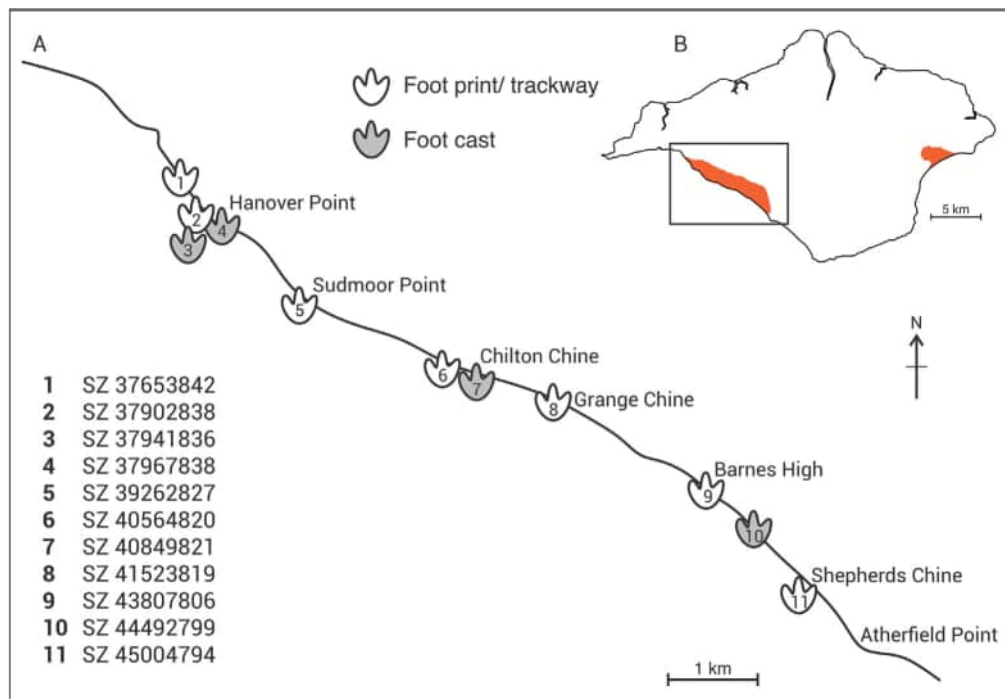 A
Foot print/ trackway
Foot cast
B
5 km
N
1
2
Hanover Point
4
3
Sudmoor Point
5
Chilton Chine
6
7
8
Grange Chine
Barnes High
9
10
Shepherds Chine
11
Atherfield Point
1 km
1 SZ 37653842
2 SZ 37902838
3 SZ 37941836
4 SZ 37967838
5 SZ 39262827
6 SZ 40564820
7 SZ 40849821
8 SZ 41523819
9 SZ 43807806
10 SZ 44492799
11 SZ 45004794